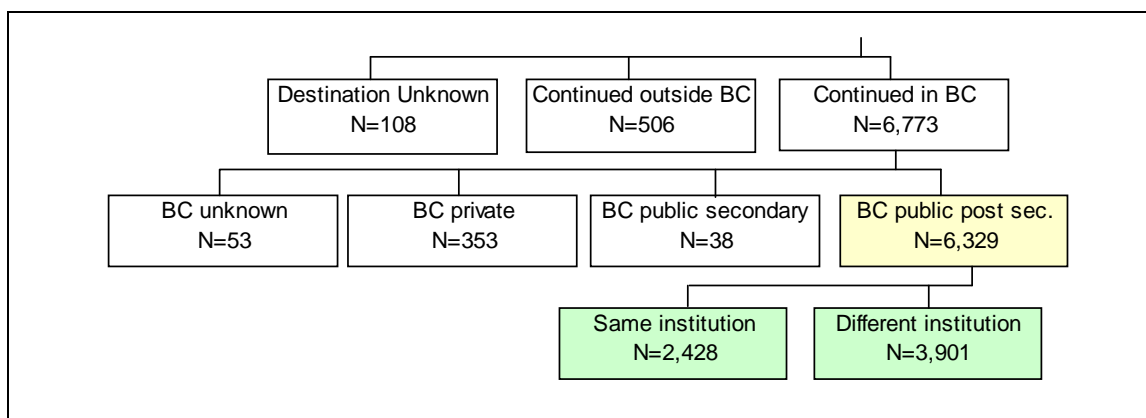 Destination Unknown
N=108
Continued outside BC
N=506
Continued in BC
N=6,773
BC unknown
N=53
BC private
N=353
BC public secondary
N=38
BC public post sec.
N=6,329
Same institution
N=2,428
Different institution
N=3,901